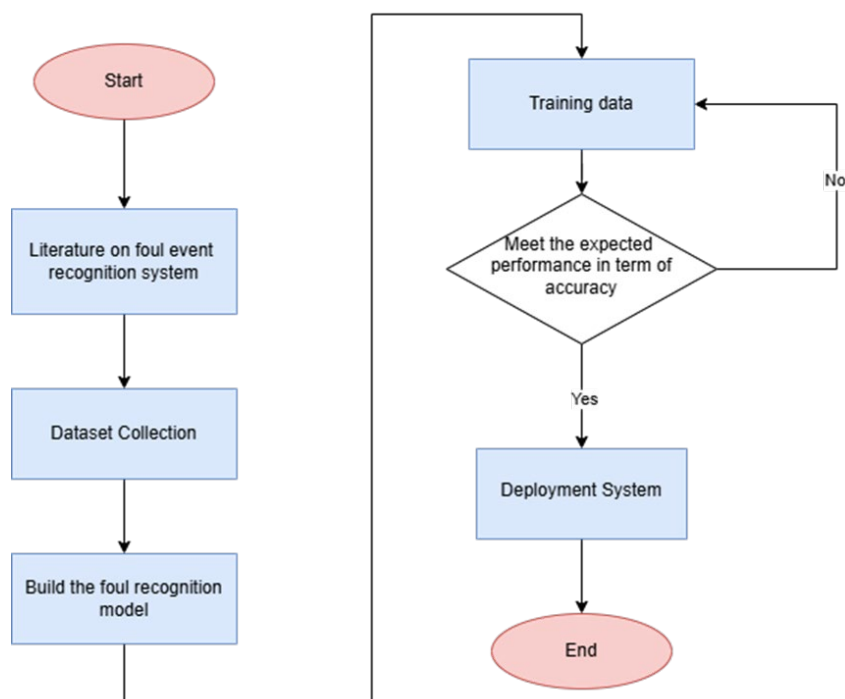 Start
Literature on foul event
recognition system
Dataset Collection
Build the foul recognition
model
Training data
No
Meet the expected
performance in term of
accuracy
Yes
Deployment System
End